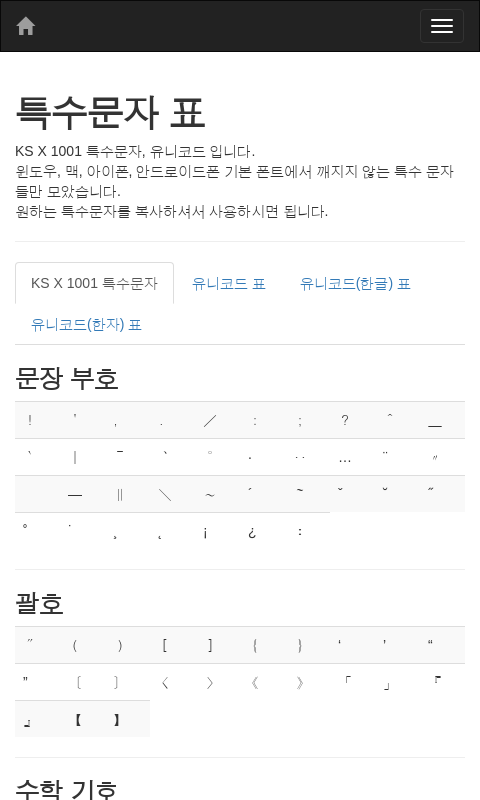 특수문자 표
KS X 1001 특수문자, 유니코드 입니다.
윈도우, 맥, 아이폰, 안드로이드폰 기본 폰트에서 깨지지 않는 특수 문자
들만 모았습니다.
원하는 특수문자를 복사하셔서 사용하시면 됩니다.
KS X 1001 특수문자 유니코드 표 유니코드(한글) 표
유니코드(한자) 표
문장 부호
! ' , . ／ : ; ? ＾ ＿
｀ ｜ ‾ 、 。 · ‥ … ¨ 〃
― ∥ ＼ ～ ´ ˜ ˇ ˘ ˝
˚ ˙ ¸ ˛ ¡ ¿ ː
괄호
＂ ( ) [ ] { } ‘ ’ “
” 〔 〕 〈 〉 《 》 「 」 『
』 【 】
수학 기호